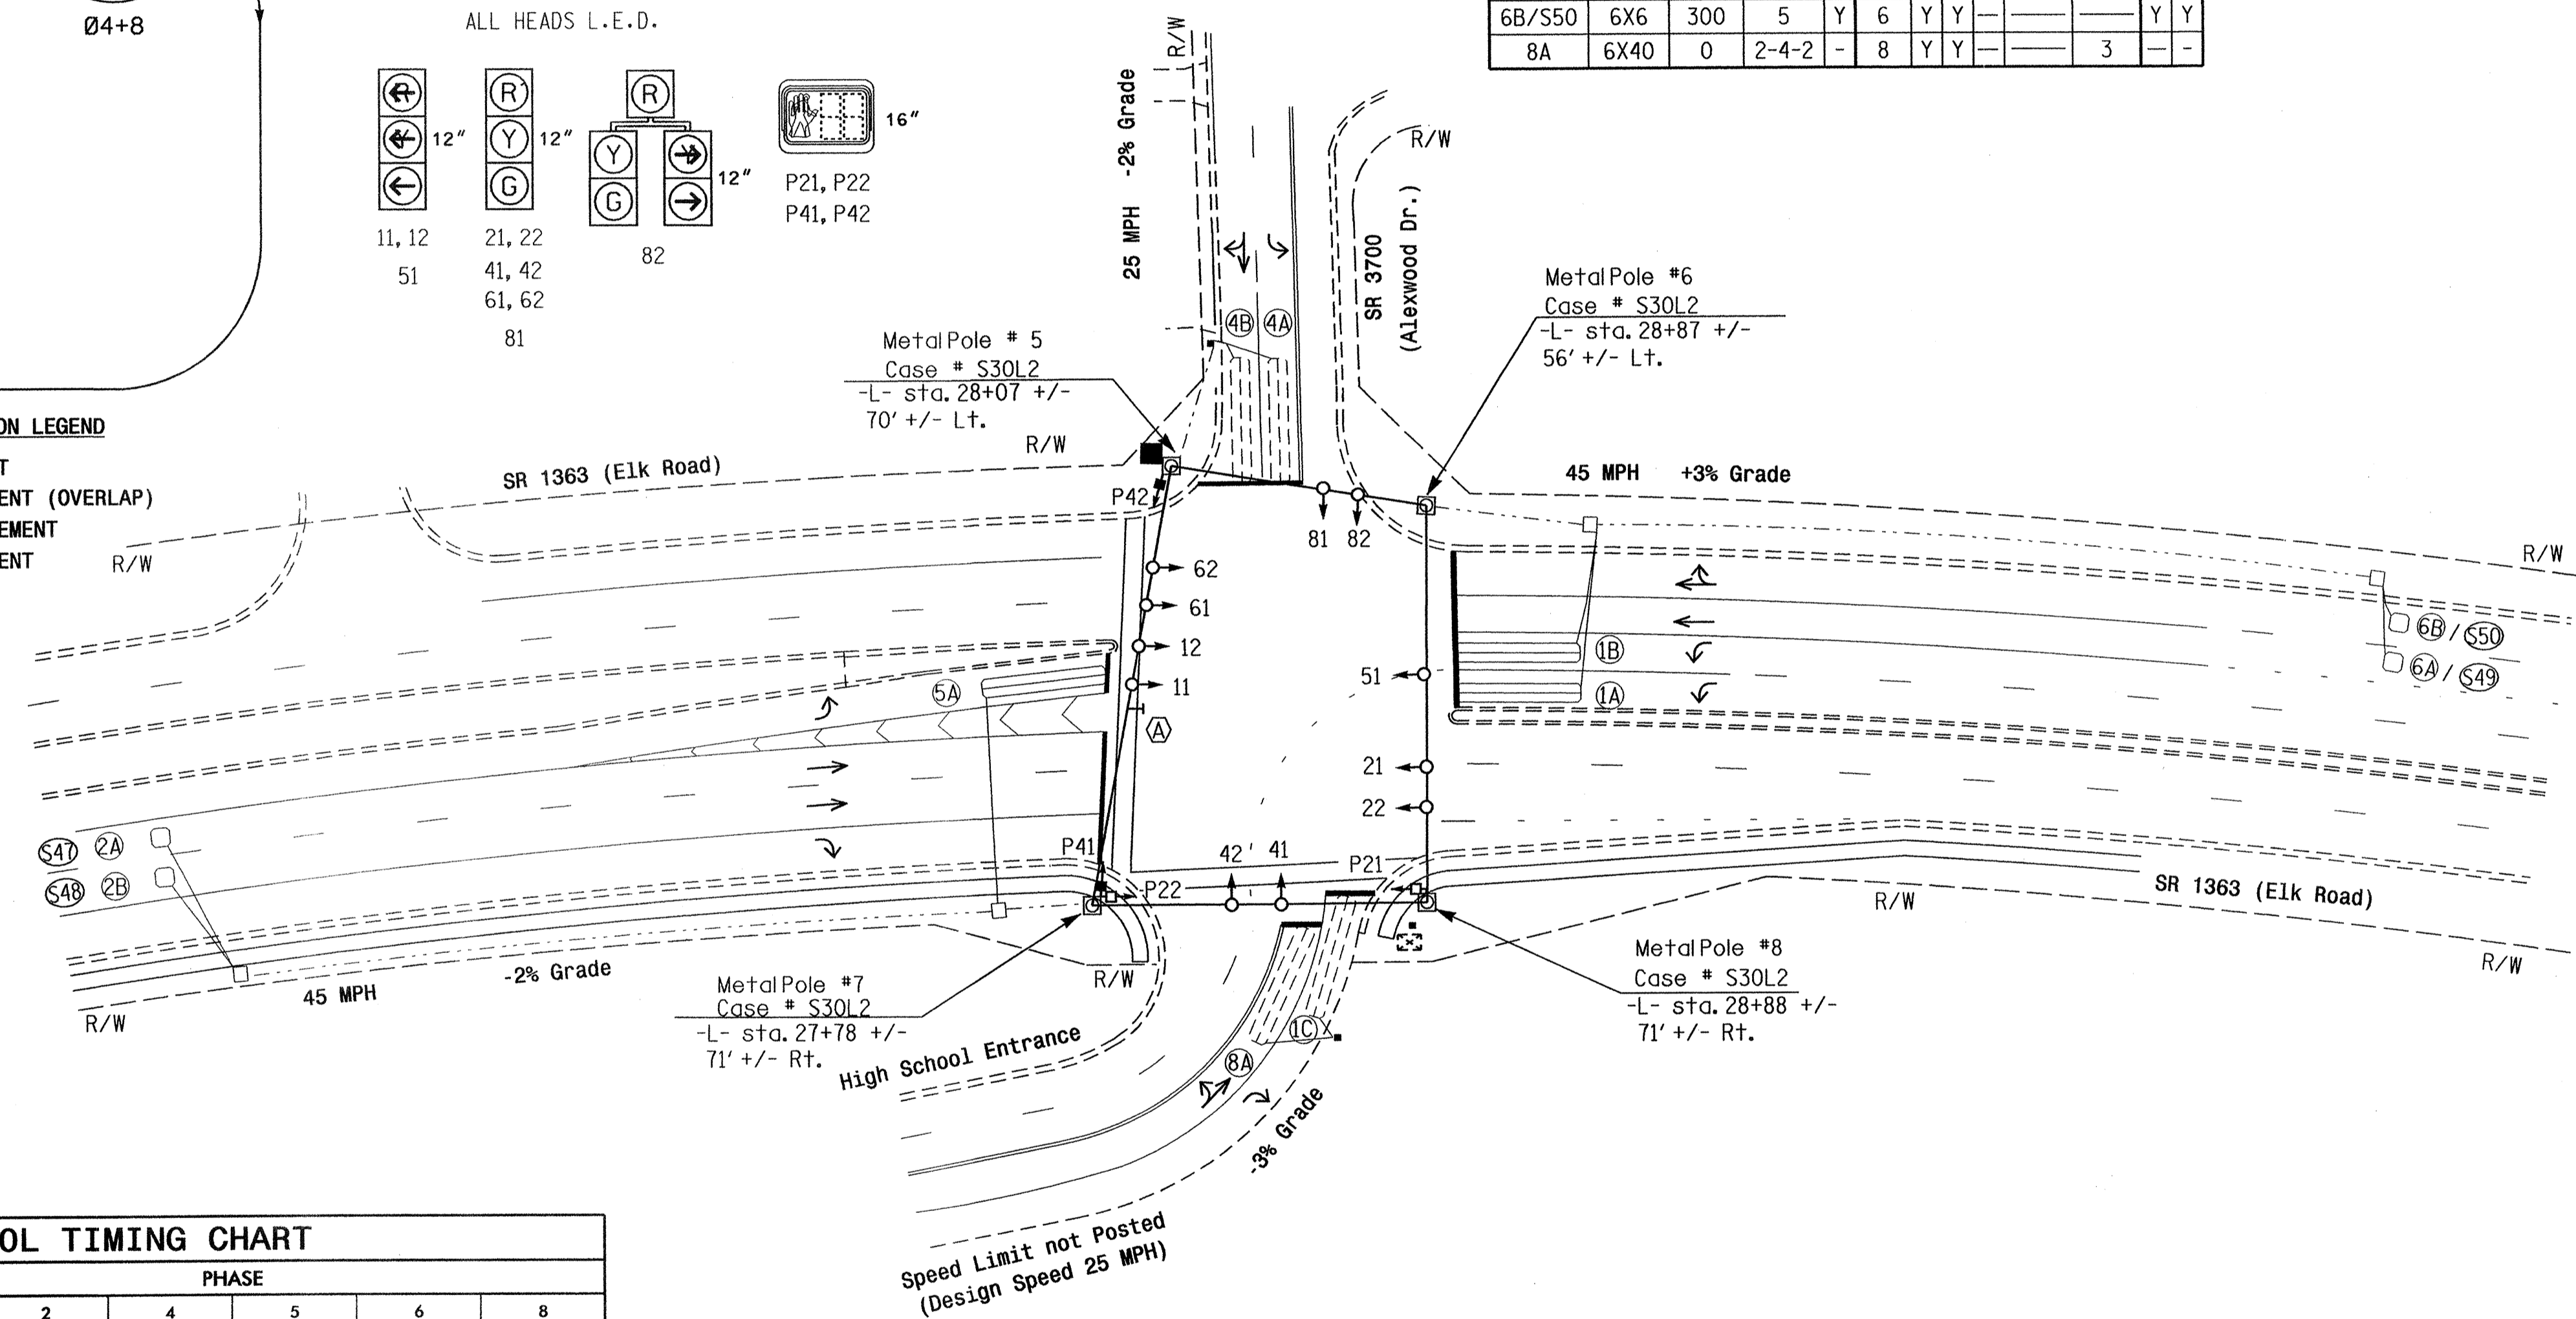 Ø4+8
ALL HEADS L.E.D.
R
12"
11, 12
51
R
Y
G
12"
21, 22
41, 42
61, 62
81
R
Y
Y
G
12"
82
16"
P21, P22
P41, P42
6B/S50 6X6 300 5 Y 6 Y Y — — — Y Y
8A 6X40 0 2-4-2 - 8 Y Y — — 3 — -
R/W
25 MPH -2% Grade
R/W
SR 3700
(Alexwood Dr.)
4B 4A
Metal Pole # 5
Case # S30L2
-L- sta. 28+07 +/-
70' +/- Lt.
Metal Pole #6
Case # S30L2
-L- sta. 28+87 +/-
56' +/- Lt.
ON LEGEND
T
ENT (OVERLAP)
EMENT
ENT
R/W
SR 1363 (Elk Road)
R/W
45 MPH +3% Grade
R/W
P42
81 82
62
61
12
11
A
5A
51
21
22
1B
1A
6B / S50
6A / S49
S47 2A
S48 2B
P41
42 41
P21
P22
SR 1363 (Elk Road)
R/W
R/W
R/W
45 MPH -2% Grade
R/W
Metal Pole #7
Case # S30L2
-L- sta. 27+78 +/-
71' +/- Rt.
Metal Pole #8
Case # S30L2
-L- sta. 28+88 +/-
71' +/- Rt.
High School Entrance
1C
8A
-3% Grade
Speed Limit not Posted
(Design Speed 25 MPH)
OL TIMING CHART
PHASE
2 4 5 6 8